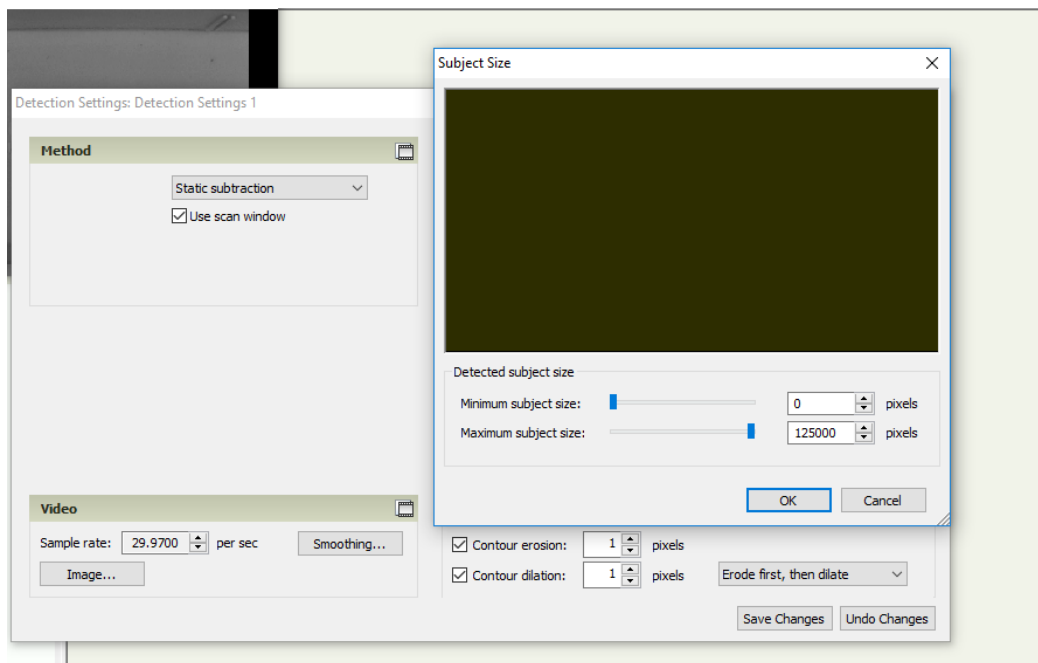 Subject Size
Detection Settings: Detection Settings 1
Method
Static subtraction
Use scan window
Detected subject size
Minimum subject size: 0 pixels
Maximum subject size: 125000 pixels
OK Cancel
Video
Sample rate: 29.9700 per sec Smoothing...
Image...
Contour erosion: 1 pixels
Contour dilation: 1 pixels Erode first, then dilate
Save Changes Undo Changes